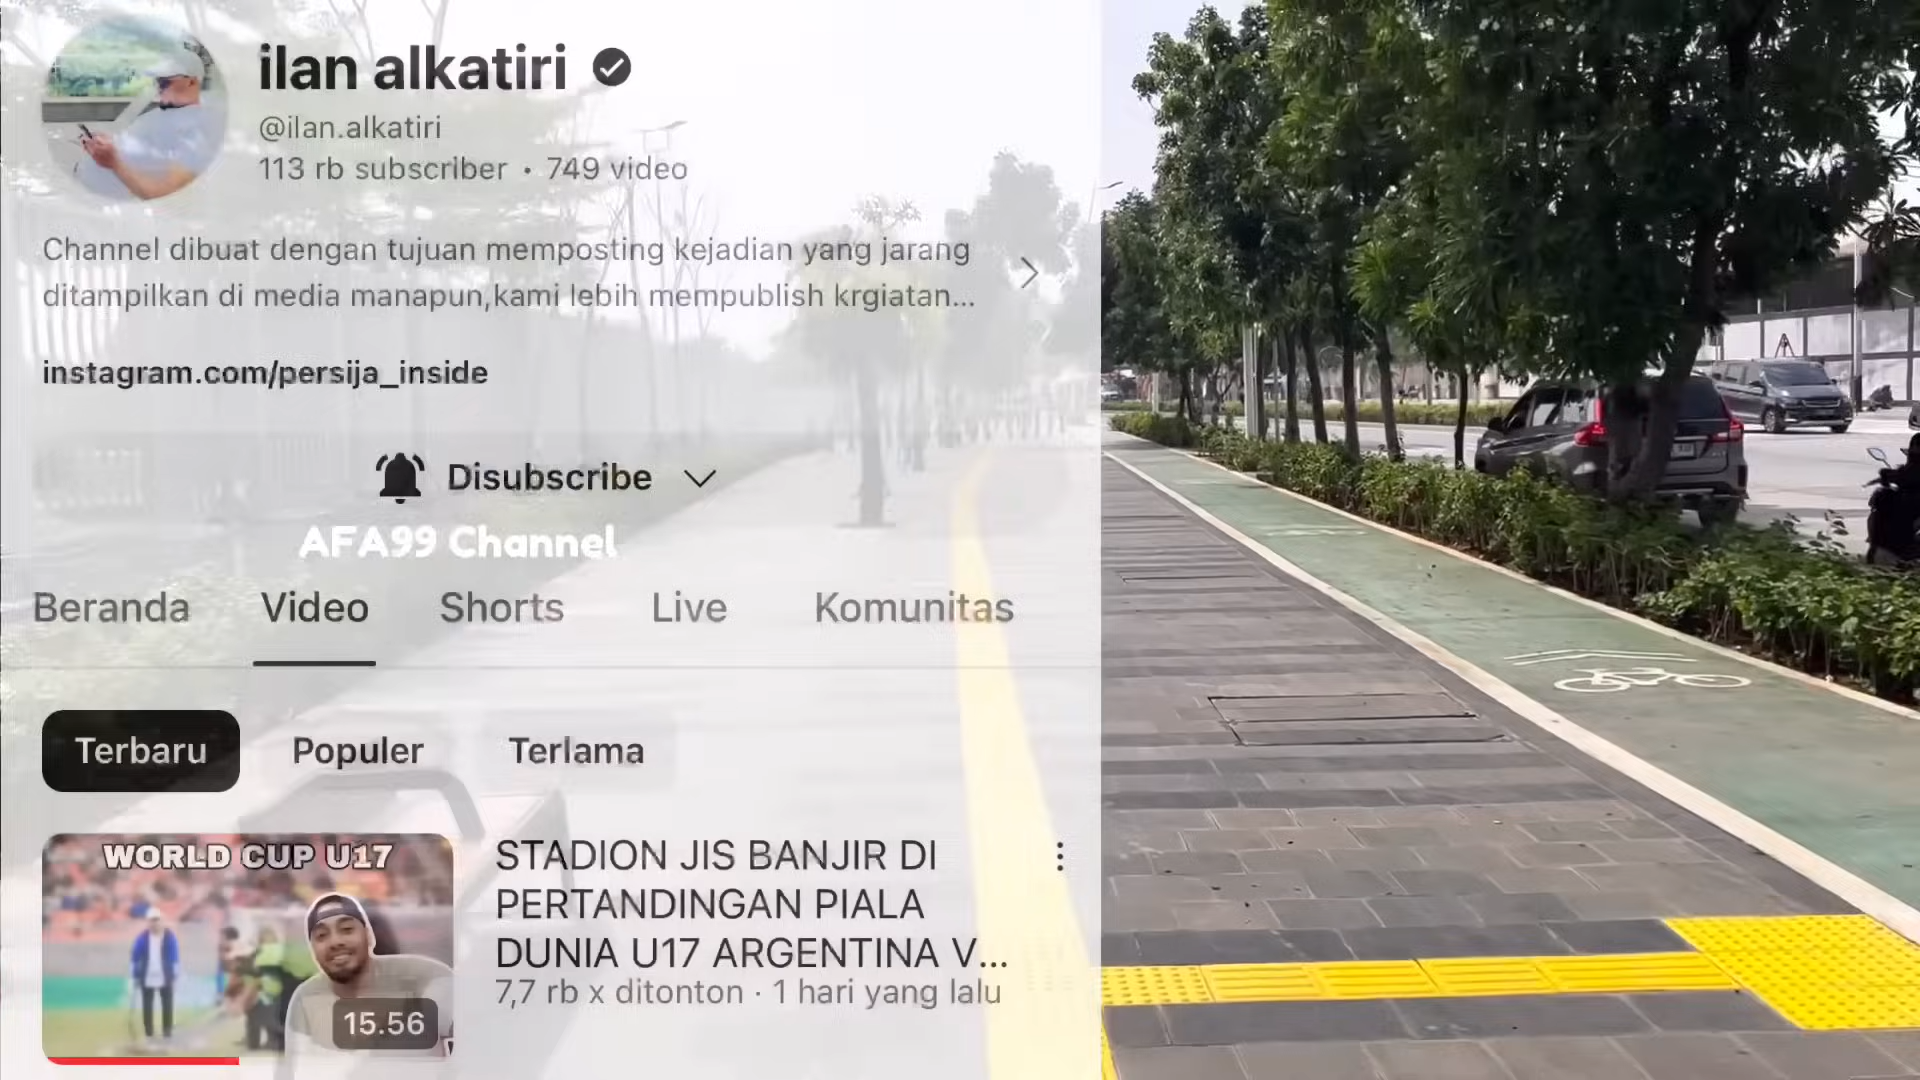 ilan alkatiri
@ilan.alkatiri
113 rb subscriber • 749 video
Channel dibuat dengan tujuan memposting kejadian yang jarang
ditampilkan di media manapun,kami lebih mempublish krgiatan...
instagram.com/persija_inside
Disubscribe
AFA99 Channel
Beranda Video Shorts Live Komunitas
Terbaru Populer Terlama
WORLD CUP U17
15.56
STADION JIS BANJIR DI
PERTANDINGAN PIALA
DUNIA U17 ARGENTINA V...
7,7 rb x ditonton · 1 hari yang lalu